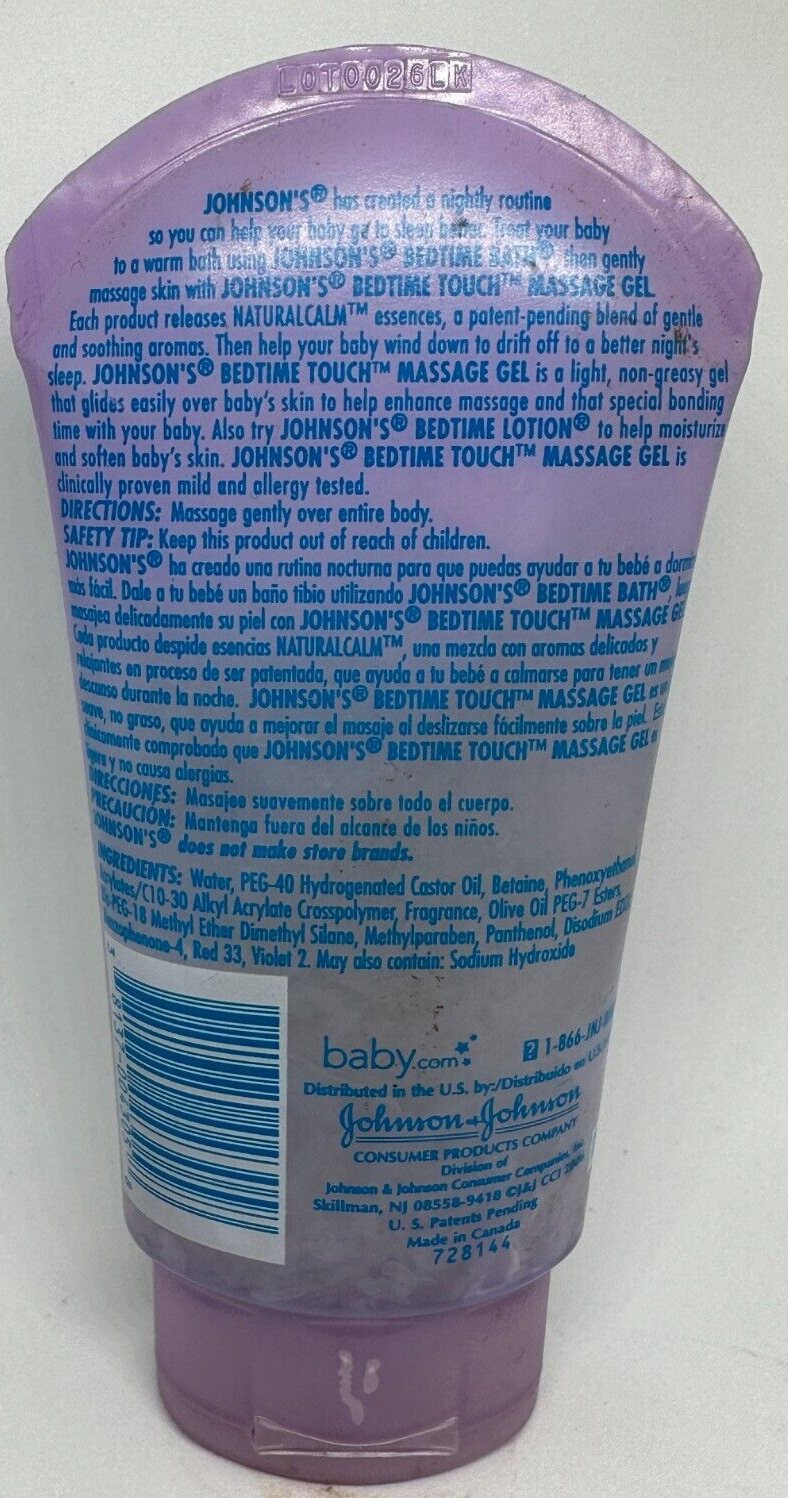 LOT0026LK
JOHNSON'S® has created a nightly routine
so you can help your baby go to sleep better. Treat your baby
to a warm bath using JOHNSON'S® BEDTIME BATH® then gently
massage skin with JOHNSON'S® BEDTIME TOUCH™ MASSAGE GEL
Each product releases NATURALCALM™ essences, a patent-pending blend of gentle
and soothing aromas. Then help your baby wind down to drift off to a better night's
sleep. JOHNSON'S® BEDTIME TOUCH™ MASSAGE GEL is a light, non-greasy gel
that glides easily over baby's skin to help enhance massage and that special bonding
time with your baby. Also try JOHNSON'S® BEDTIME LOTION® to help moisturize
and soften baby's skin. JOHNSON'S® BEDTIME TOUCH™ MASSAGE GEL is
clinically proven mild and allergy tested.
DIRECTIONS: Massage gently over entire body.
SAFETY TIP: Keep this product out of reach of children.
JOHNSON'S® ha creado una rutina nocturna para que puedas ayudar a tu bebé a dormir
más fácil. Dale a tu bebé un baño tibio utilizando JOHNSON'S® BEDTIME BATH®,
masajea delicadamente su piel con JOHNSON'S® BEDTIME TOUCH™ MASSAGE GEL
Cada producto despide esencias NATURALCALM™, una mezcla con aromas delicados y
relajantes en proceso de ser patentada, que ayuda a tu bebé a calmarse para tener un
descanso durante la noche. JOHNSON'S® BEDTIME TOUCH™ MASSAGE GEL es
suave, no graso, que ayuda a mejorar el masaje al deslizarse fácilmente sobre la piel.
clínicamente comprobado que JOHNSON'S® BEDTIME TOUCH™ MASSAGE GEL
y no causa alergias.
DIRECCIONES: Masajee suavemente sobre todo el cuerpo.
PRECAUCIÓN: Mantenga fuera del alcance de los niños.
JOHNSON'S® does not make store brands.
INGREDIENTS: Water, PEG-40 Hydrogenated Castor Oil, Betaine, Phenoxyethanol
Acrylates/C10-30 Alkyl Acrylate Crosspolymer, Fragrance, Olive Oil PEG-7 Esters,
PEG-18 Methyl Ether Dimethyl Silane, Methylparaben, Panthenol, Disodium EDTA
Benzophenone-4, Red 33, Violet 2. May also contain: Sodium Hydroxide
baby.com
? 1-866-JNJ-
Distributed in the U.S. by:/Distribuido en U.S.
Johnson & Johnson
CONSUMER PRODUCTS COMPANY
Division of
Johnson & Johnson Consumer Companies, Inc.
Skillman, NJ 08558-9418 ©J&J CCI
U. S. Patents Pending
Made in Canada
728144